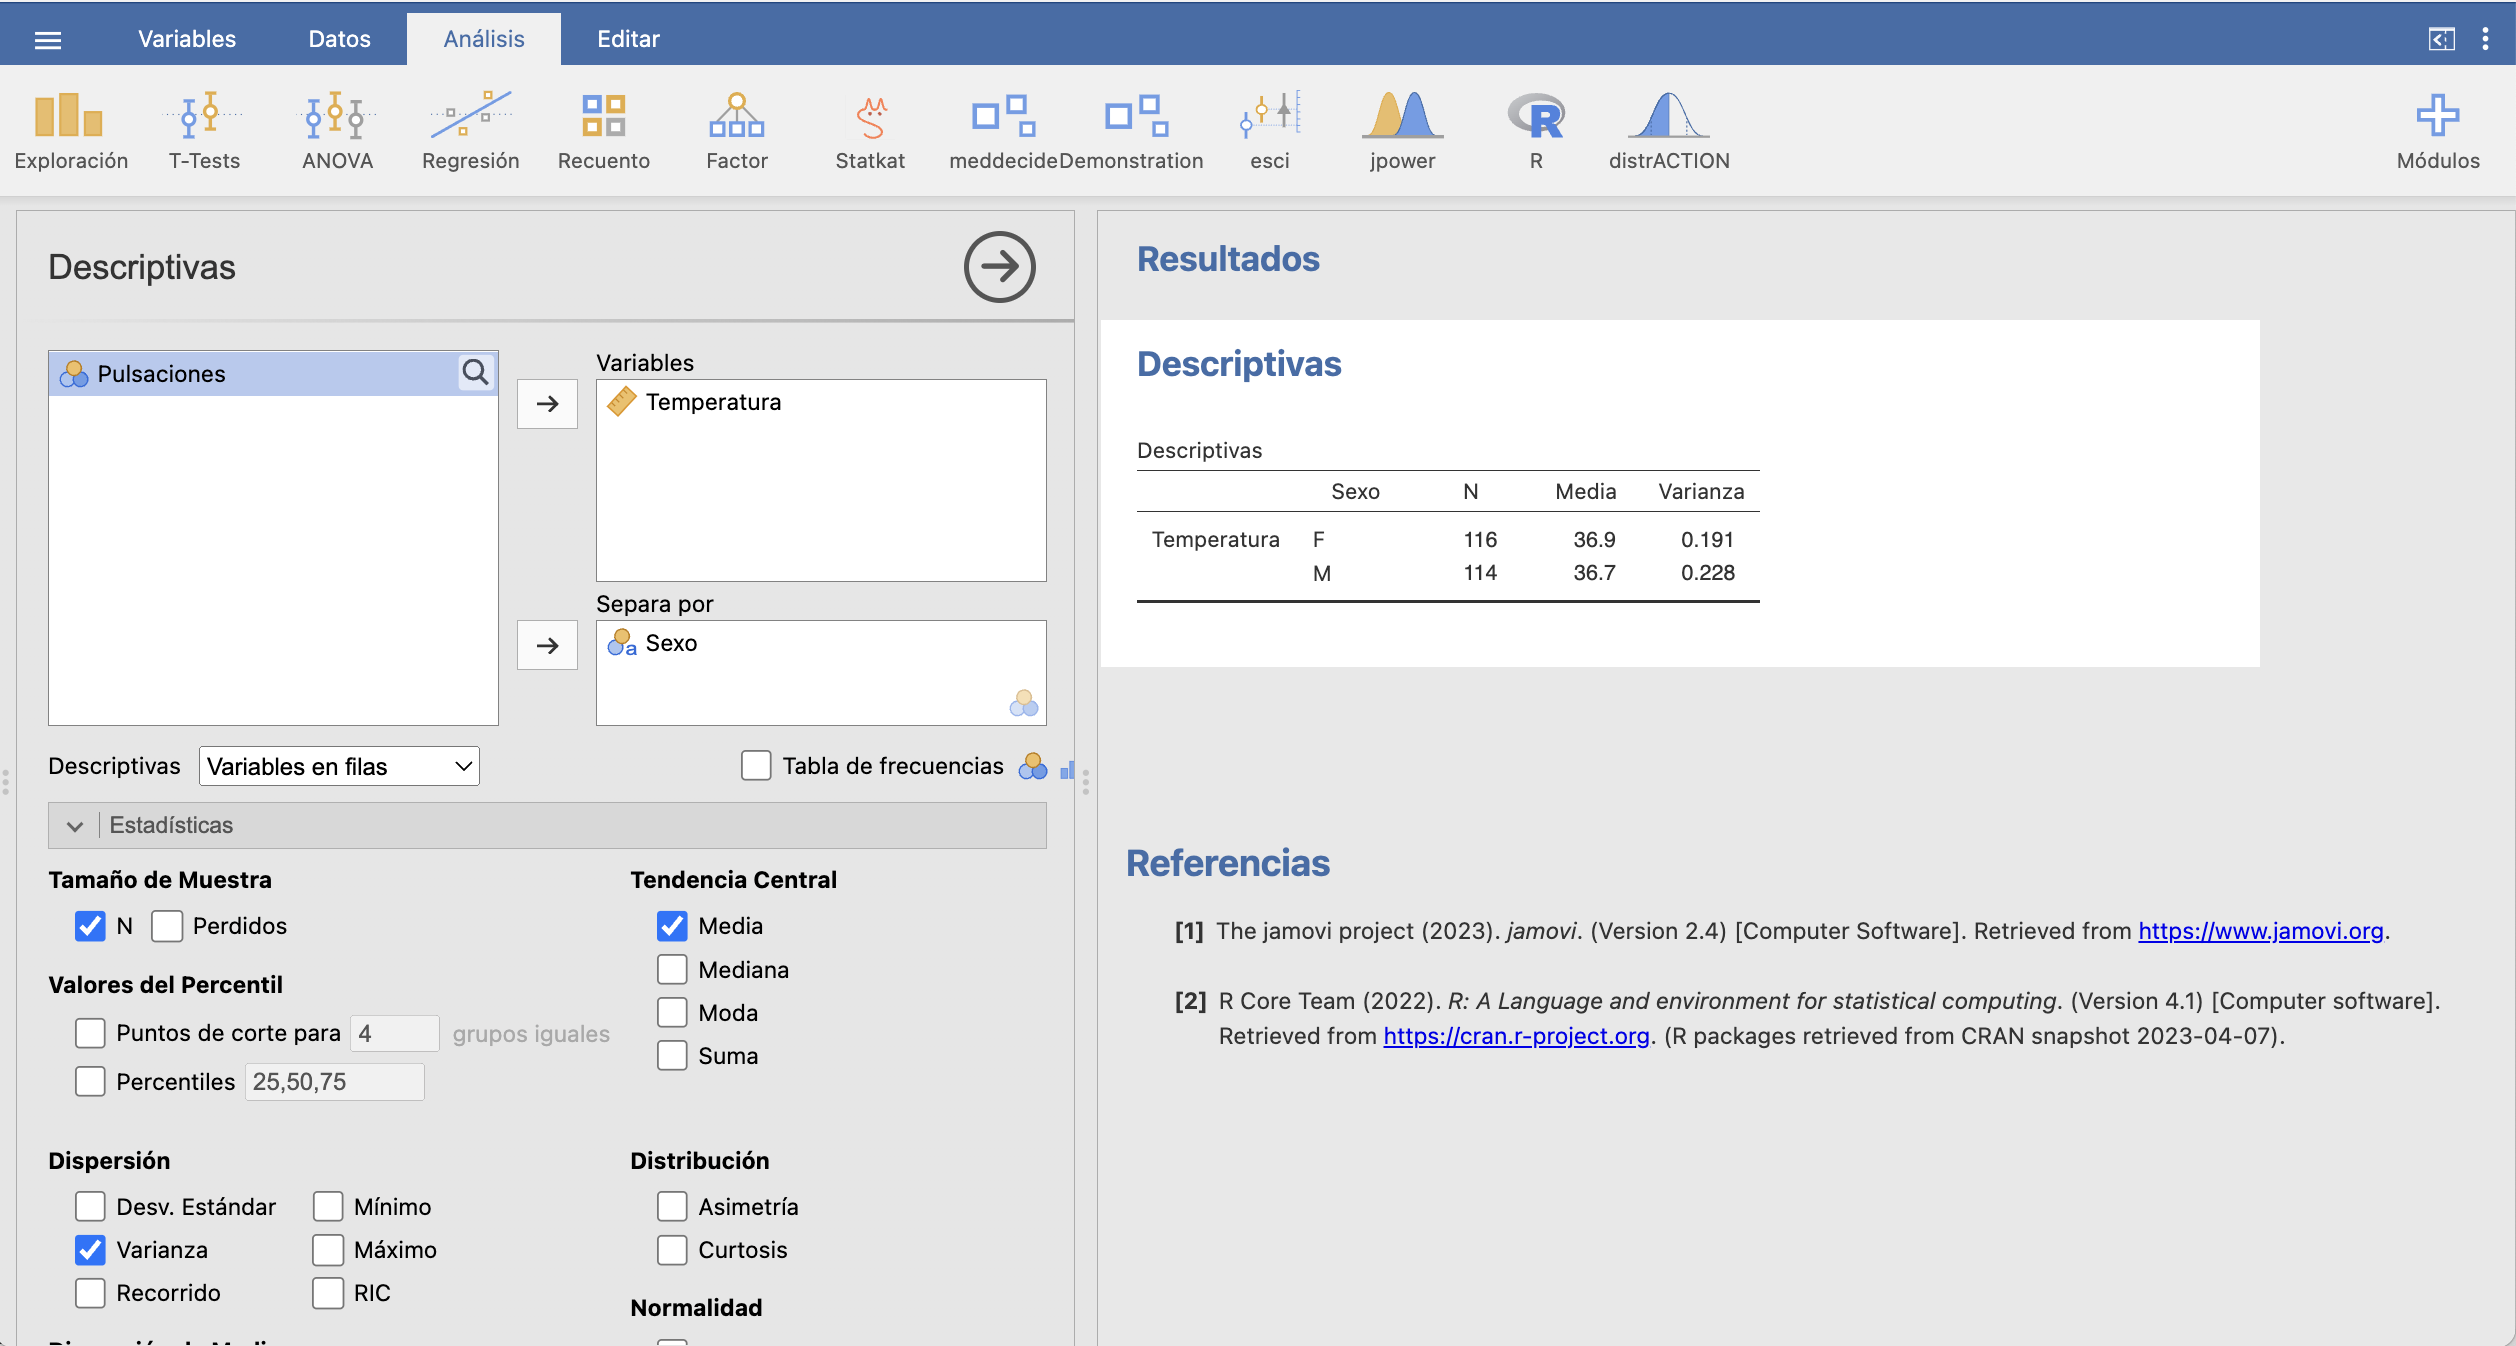 Variables Datos Análisis Editar
Exploración T-Tests ANOVA Regresión Recuento Factor Statkat meddecide Demonstration esci jpower R distrACTION Módulos
Descriptivas
Pulsaciones
Variables
Temperatura
Separa por
Sexo
Descriptivas Variables en filas Tabla de frecuencias
Estadísticas
Tamaño de Muestra
N Perdidos
Valores del Percentil
Puntos de corte para 4 grupos iguales
Percentiles 25,50,75
Tendencia Central
Media
Mediana
Moda
Suma
Dispersión
Desv. Estándar Mínimo
Varianza Máximo
Recorrido RIC
Distribución
Asimetría
Curtosis
Normalidad
Resultados
Descriptivas
Descriptivas
Sexo N Media Varianza
Temperatura F 116 36.9 0.191
M 114 36.7 0.228
Referencias
[1] The jamovi project (2023). jamovi. (Version 2.4) [Computer Software]. Retrieved from https://www.jamovi.org.
[2] R Core Team (2022). R: A Language and environment for statistical computing. (Version 4.1) [Computer software].
Retrieved from https://cran.r-project.org. (R packages retrieved from CRAN snapshot 2023-04-07).